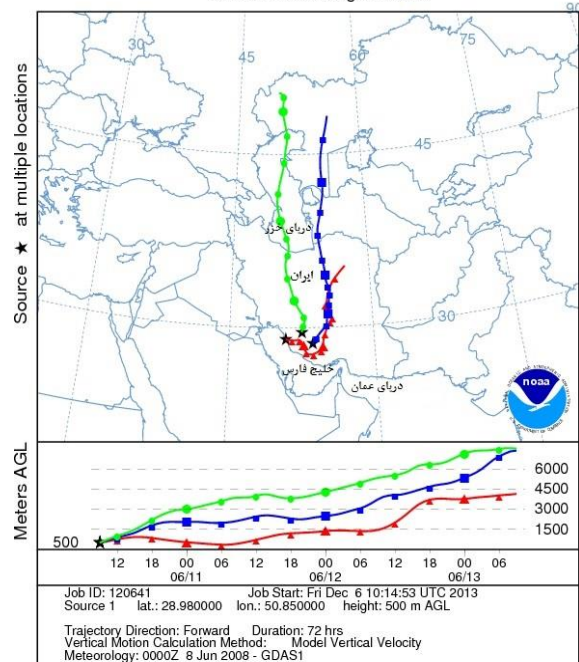 Source ★ at multiple locations
30
45
60
75
90
45
30
دریای خزر
ایران
خلیج فارس
دریای عمان
noaa
Meters AGL
500
6000
4500
3000
1500
12 18 00 06 12 18 00 06 12 18 00 06
06/11 06/12 06/13
Job ID: 120641 Job Start: Fri Dec 6 10:14:53 UTC 2013
Source 1 lat.: 28.980000 lon.: 50.850000 height: 500 m AGL
Trajectory Direction: Forward Duration: 72 hrs
Vertical Motion Calculation Method: Model Vertical Velocity
Meteorology: 0000Z 8 Jun 2008 - GDAS1